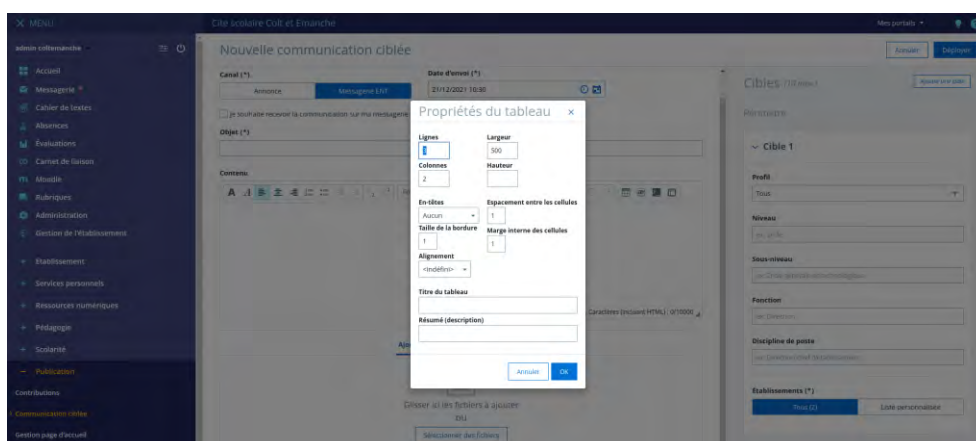 MENU
Cite scolaire Colt et Emanche
Mes portails
admin coltemanche
Accueil
Messagerie
Cahier de textes
Absences
Évaluations
Carnet de liaison
Moodle
Rubriques
Administration
Gestion de l'établissement
Établissement
Services personnels
Ressources numériques
Pédagogie
Scolarité
Publication
Contributions
Communication ciblée
Gestion page d'accueil
Nouvelle communication ciblée
Annuler
Déployer
Canal (*)
Annonce
Messagerie ENT
Date d'envoi (*)
21/12/2021 10:36
Je souhaite recevoir la communication sur ma messagerie
Objet (*)
Contenu
Caractères (incluant HTML) : 0/10000
Glisser ici les fichiers à ajouter
ou
Sélectionner des fichiers
Propriétés du tableau ×
Lignes
Largeur
500
Colonnes
Hauteur
2
En-têtes
Espacement entre les cellules
Aucun
1
Taille de la bordure
Marge interne des cellules
1
1
Alignement
<indéfini>
Titre du tableau
Résumé (description)
Annuler
OK
Cibles
Ajouter une cible
Cible 1
Profil
Tous
Niveau
Sous-niveau
Fonction
Discipline de poste
Établissements (*)
Tous (2)
Liste personnalisée